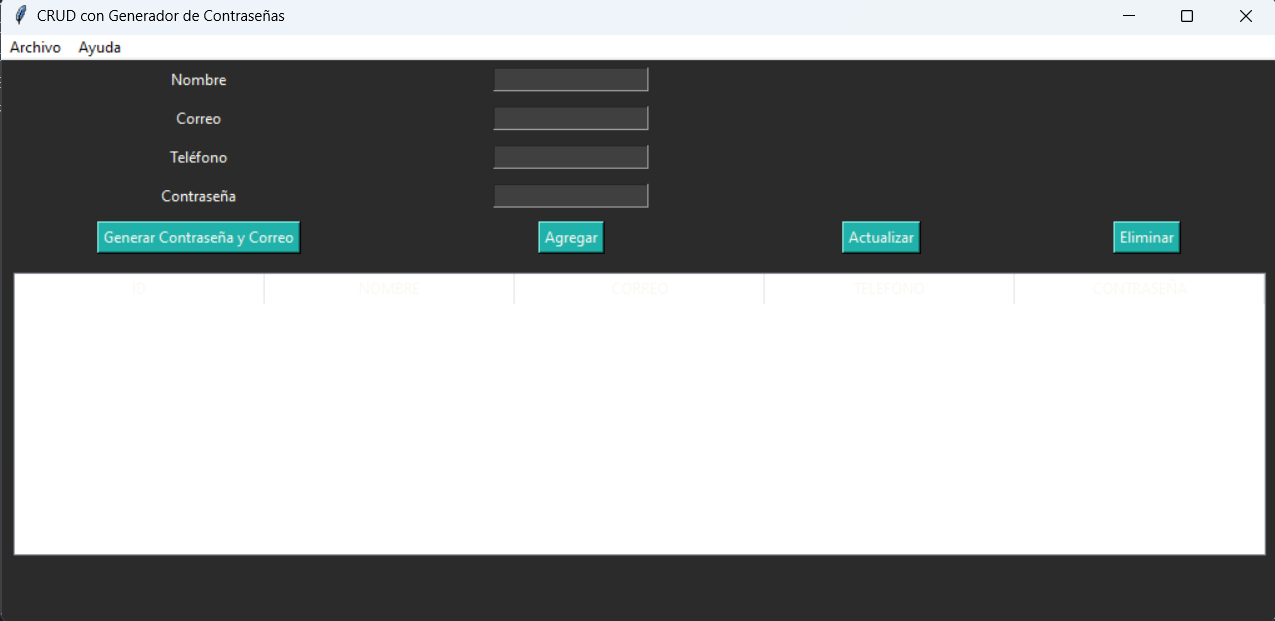 CRUD con Generador de Contraseñas
Archivo Ayuda
Nombre
Correo
Teléfono
Contraseña
Generar Contraseña y Correo Agregar Actualizar Eliminar
ID NOMBRE CORREO TELEFONO CONTRASEÑA